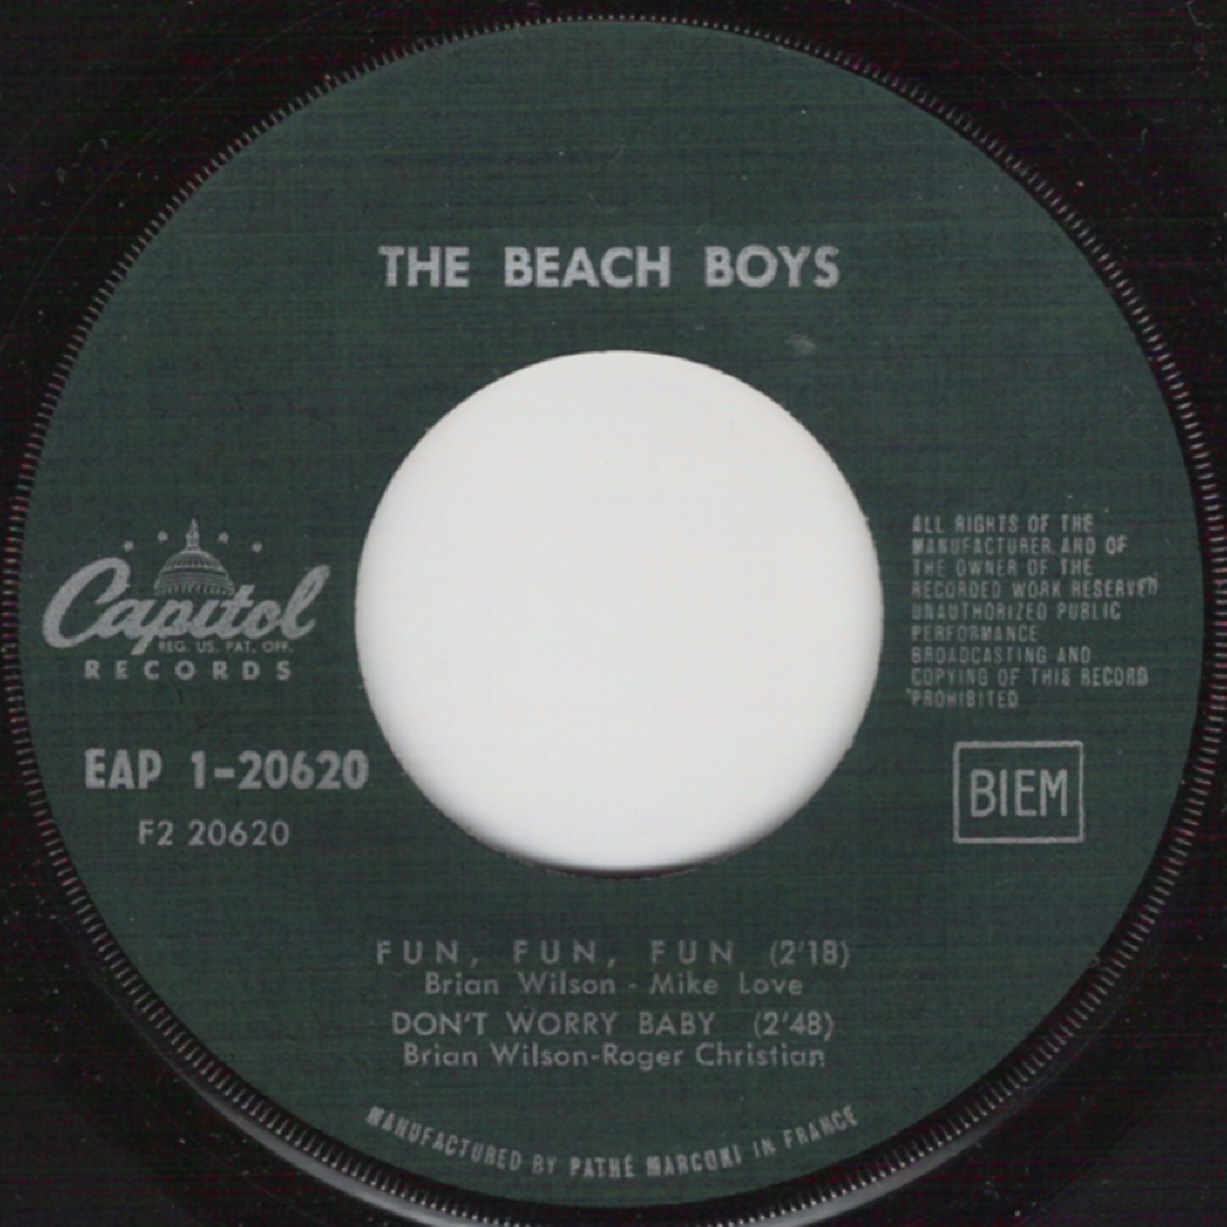 THE BEACH BOYS
Capitol
REG. US. PAT. OFF.
RECORDS
EAP 1-20620
F2 20620
ALL RIGHTS OF THE
MANUFACTURER AND OF
THE OWNER OF THE
RECORDED WORK RESERVED
UNAUTHORIZED PUBLIC
PERFORMANCE
BROADCASTING AND
COPYING OF THIS RECORD
PROHIBITED
BIEM
FUN, FUN, FUN (2'18)
Brian Wilson - Mike Love
DON'T WORRY BABY (2'48)
Brian Wilson-Roger Christian
MANUFACTURED BY PATHÉ MARCONI IN FRANCE